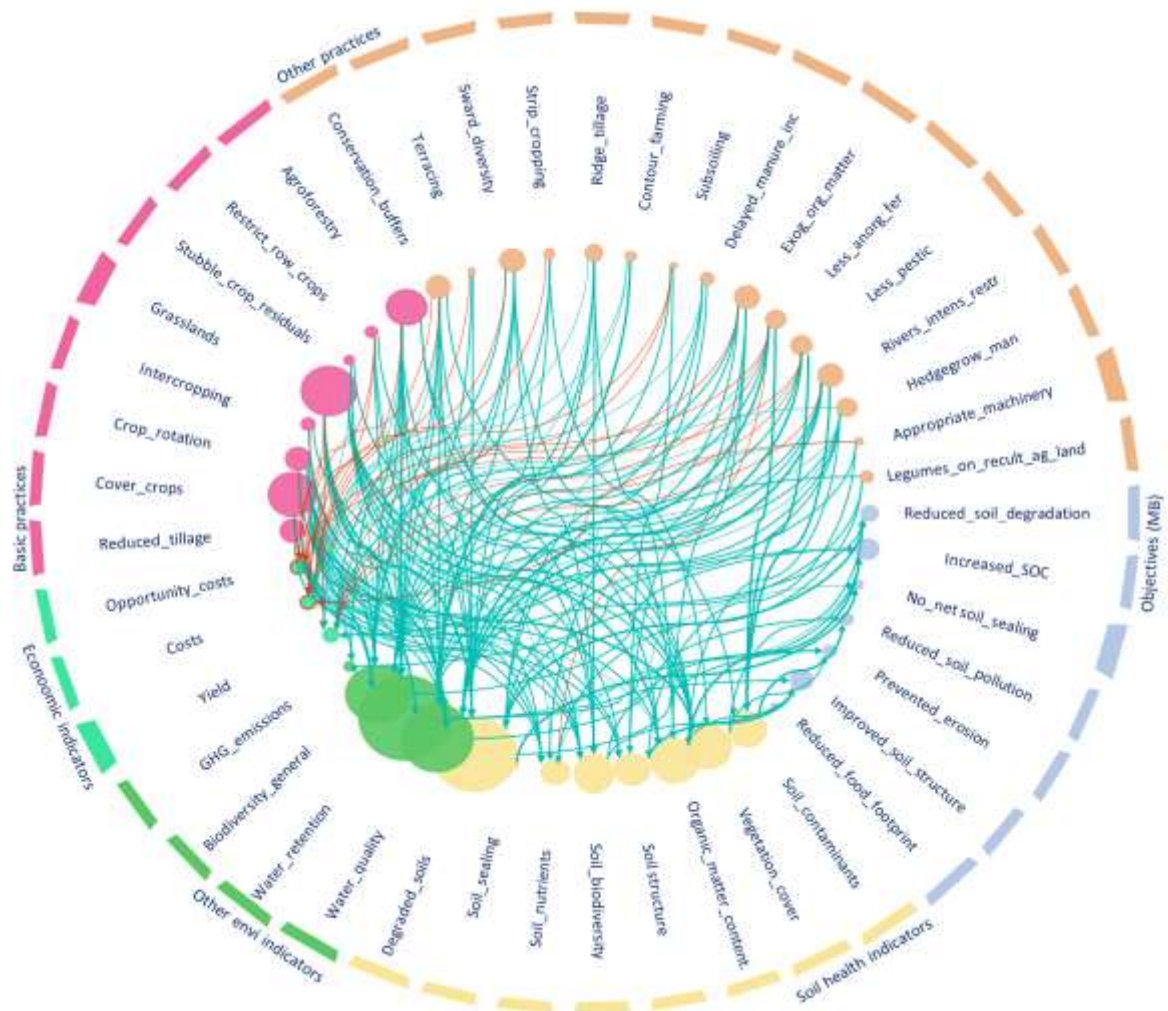 Other practices
Conservation_buffers
Terracing
Sward_diversity
Strip_cropping
Ridge_tillage
Contour_farming
Subsoiling
Delayed_manure_inc
Exog_org_matter
Less_anorg_fer
Less_pestic
Rivers_intens_restr
Hedgegrow_man
Appropriate_machinery
Legumes_on_recult_ag_land
Objectives (MB)
Reduced_soil_degradation
Increased_SOC
No_net soil_sealing
Reduced_soil_pollution
Prevented_erosion
Improved_soil_structure
Reduced_food_footprint
Soil health indicators
Soil_contaminants
Vegetation_cover
Organic_matter_content.
Soil structure
Soil_biodiversity
Soil_nutrients
Soil_sealing
Degraded_soils
Other envi indicators
Water_quality
Water_retention
Biodiversity_general
GHG_emissions
Econoomic indicators
Yield
Costs
Opportunity_costs
Basic practices
Reduced_tillage
Cover_crops
Crop_rotation
Intercropping
Grasslands
Stubble_crop_residuals
Restrict_row_crops
Agroforestry